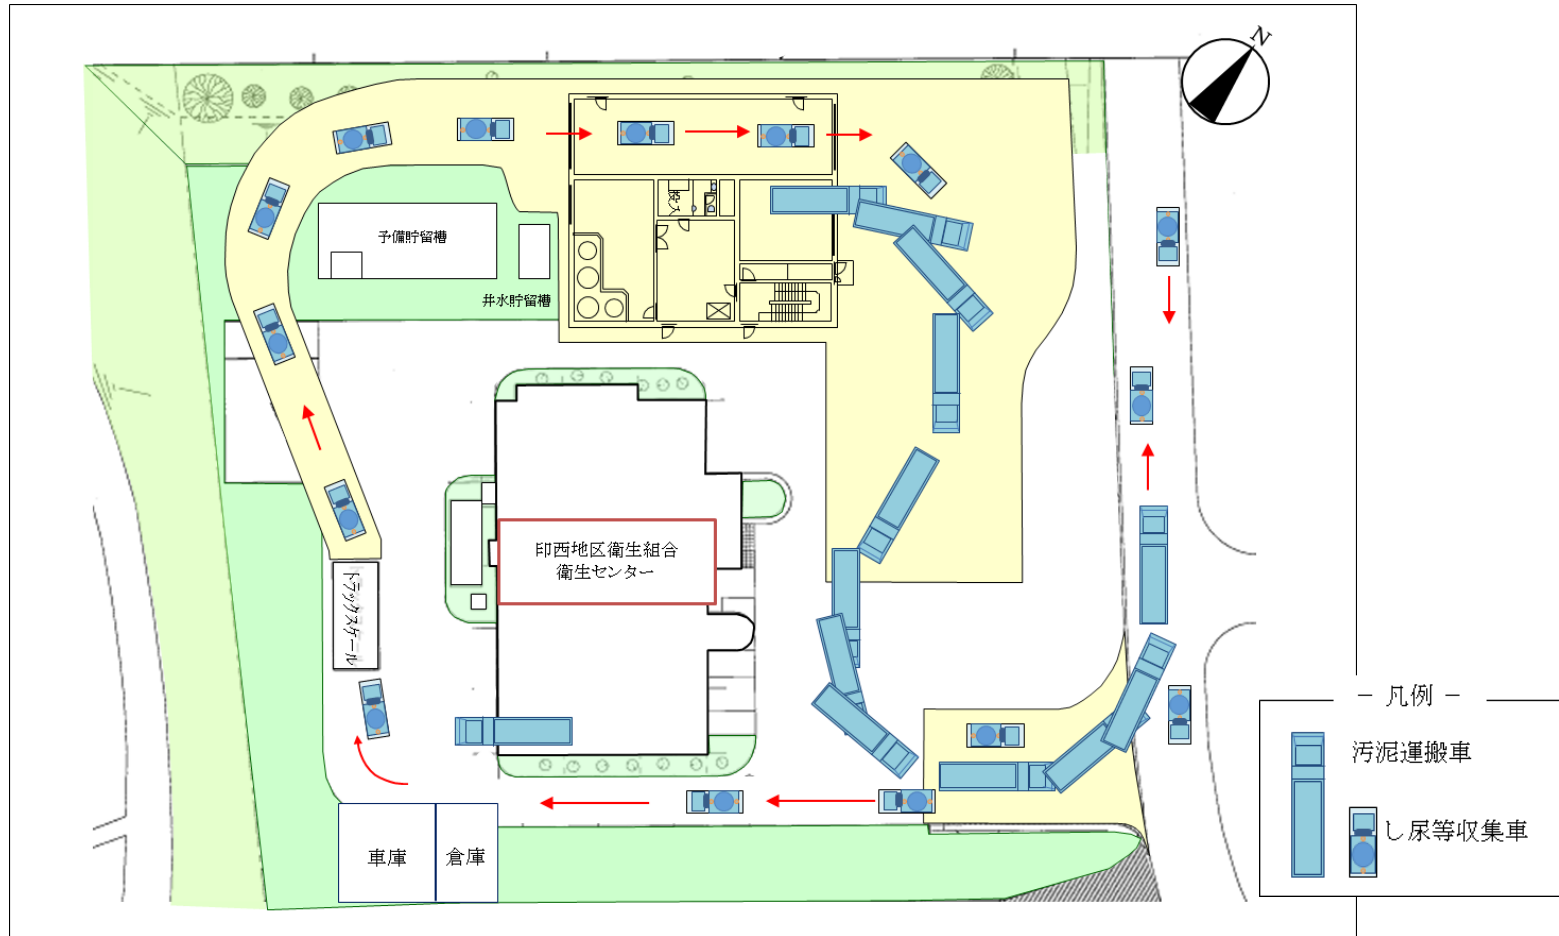 N
予備貯留槽
井水貯留槽
印西地区衛生組合
衛生センター
トラックスケール
車庫
倉庫
－ 凡例 －
汚泥運搬車
し尿等収集車